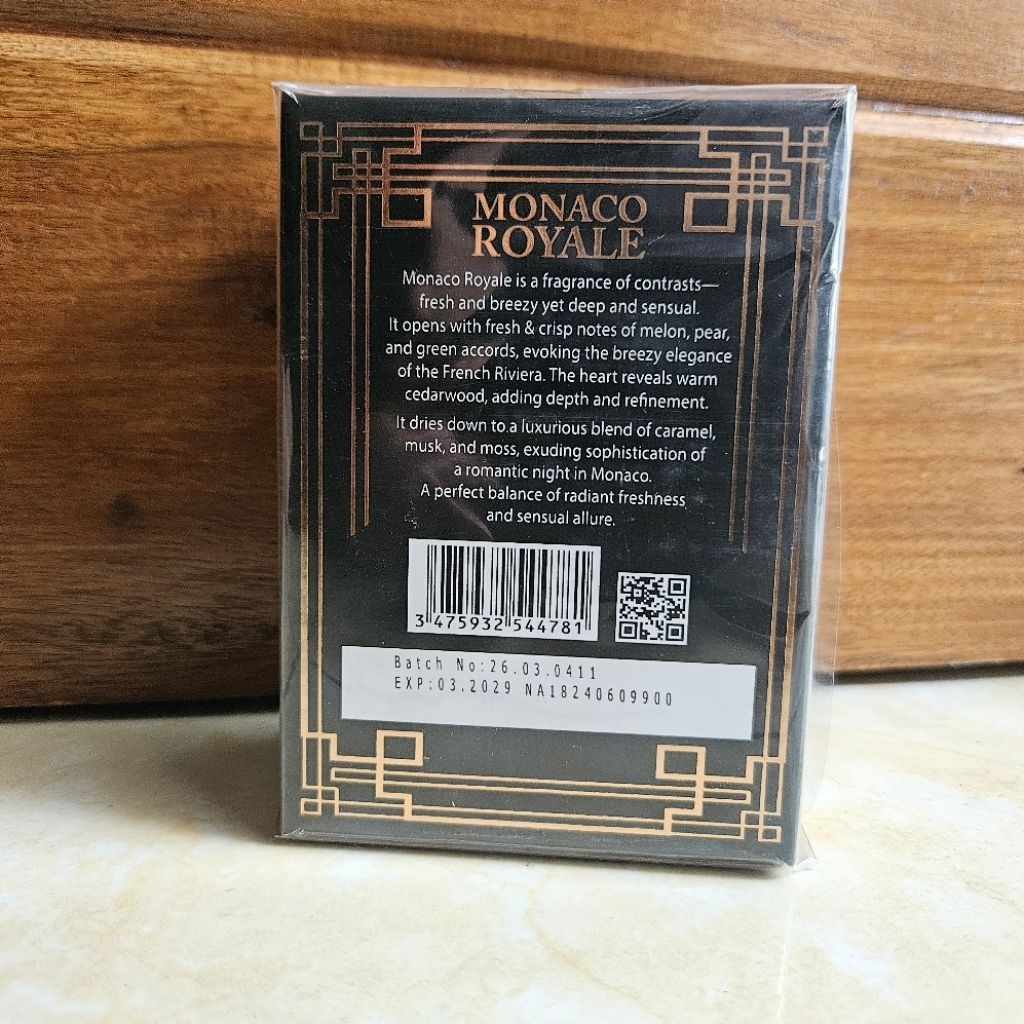 MONACO
ROYALE
Monaco Royale is a fragrance of contrasts—
fresh and breezy yet deep and sensual.
It opens with fresh & crisp notes of melon, pear,
and green accords, evoking the breezy elegance
of the French Riviera. The heart reveals warm
cedarwood, adding depth and refinement.
It dries down to a luxurious blend of caramel,
musk, and moss, exuding sophistication of
a romantic night in Monaco.
A perfect balance of radiant freshness
and sensual allure.
3 475932 544781
Batch No:26.03.0411
EXP:03.2029 NA18240609900